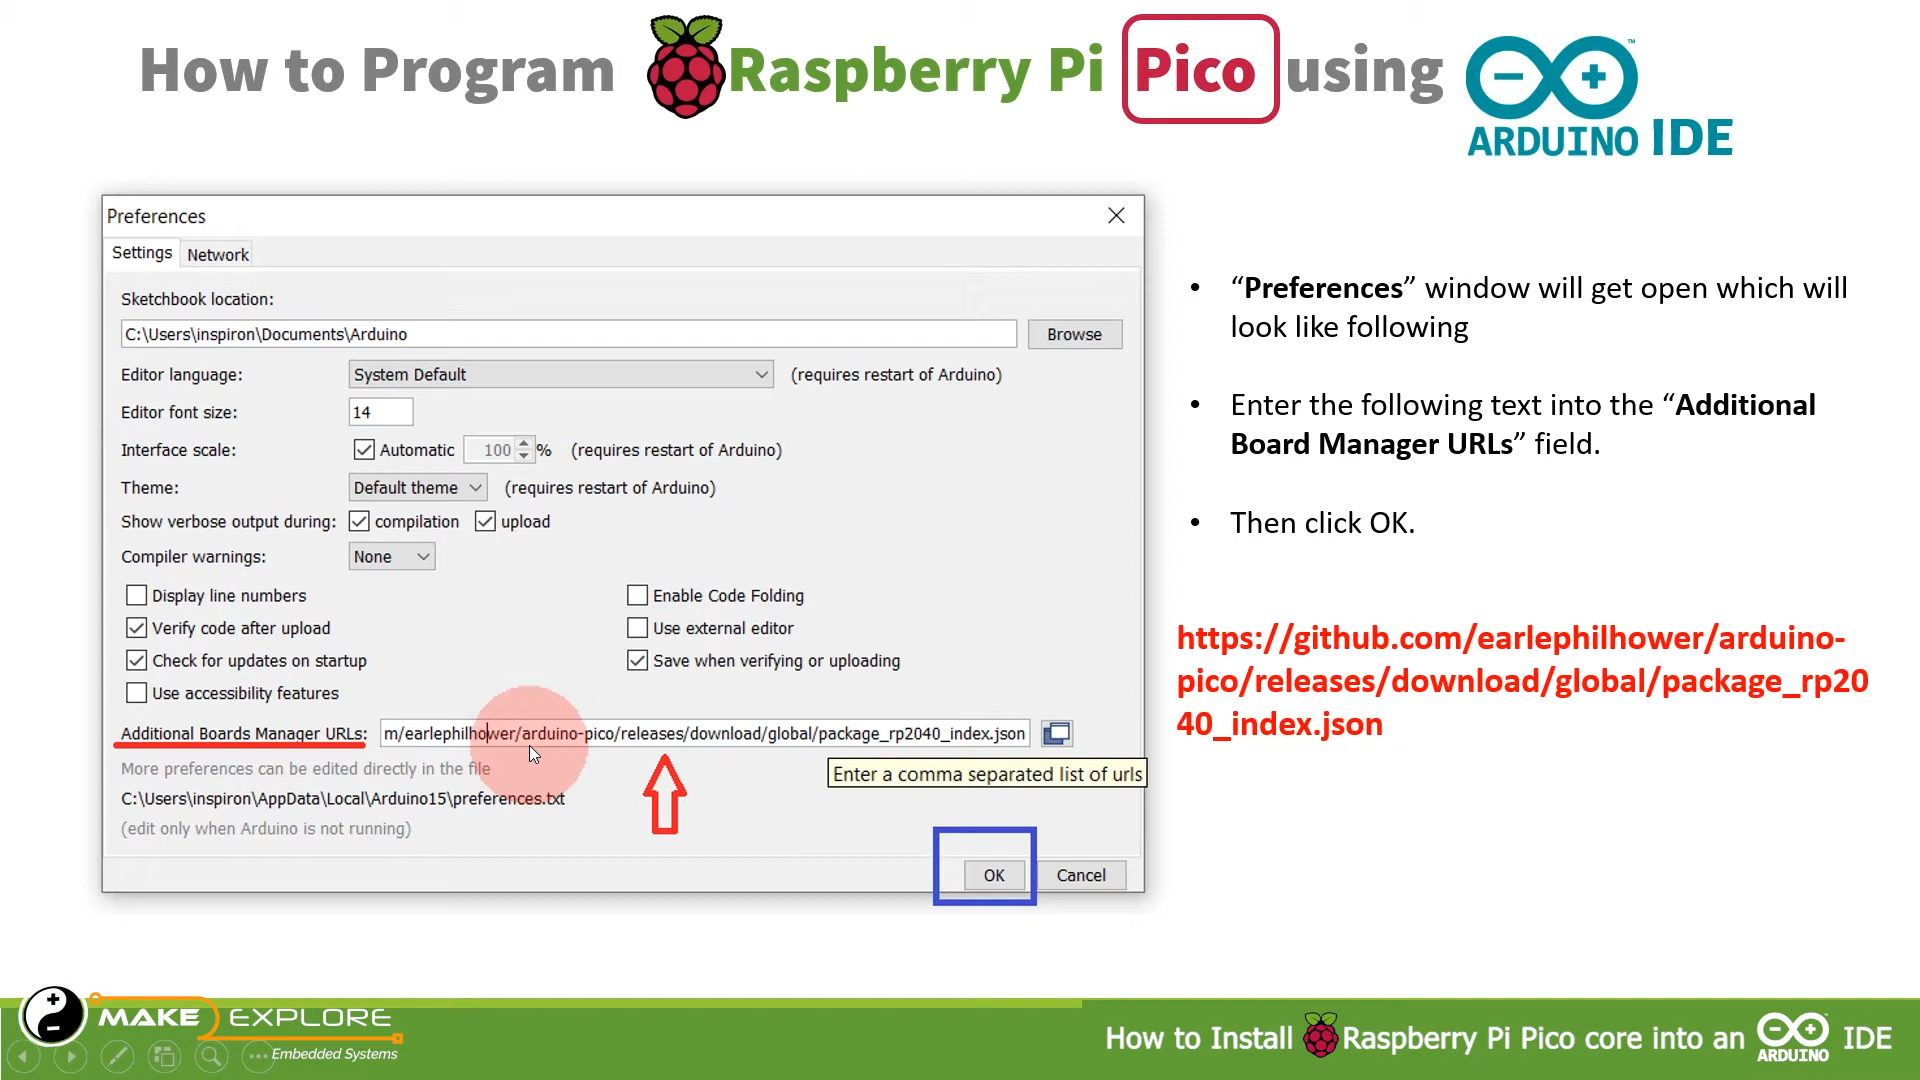 How to Program Raspberry Pi Pico using
ARDUINO IDE
Preferences
Settings Network
Sketchbook location:
C:\Users\inspiron\Documents\Arduino Browse
Editor language: System Default (requires restart of Arduino)
Editor font size: 14
Interface scale: Automatic 100 % (requires restart of Arduino)
Theme: Default theme (requires restart of Arduino)
Show verbose output during: compilation upload
Compiler warnings: None
Display line numbers Enable Code Folding
Verify code after upload Use external editor
Check for updates on startup Save when verifying or uploading
Use accessibility features
Additional Boards Manager URLs: m/earlephilhower/arduino-pico/releases/download/global/package_rp2040_index.json
More preferences can be edited directly in the file
Enter a comma separated list of urls
C:\Users\inspiron\AppData\Local\Arduino15\preferences.txt
(edit only when Arduino is not running)
OK Cancel
• “Preferences” window will get open which will
look like following
• Enter the following text into the “Additional
Board Manager URLs” field.
• Then click OK.
https://github.com/earlephilhower/arduino-
pico/releases/download/global/package_rp20
40_index.json
MAKE EXPLORE
Embedded Systems
How to Install Raspberry Pi Pico core into an ARDUINO IDE